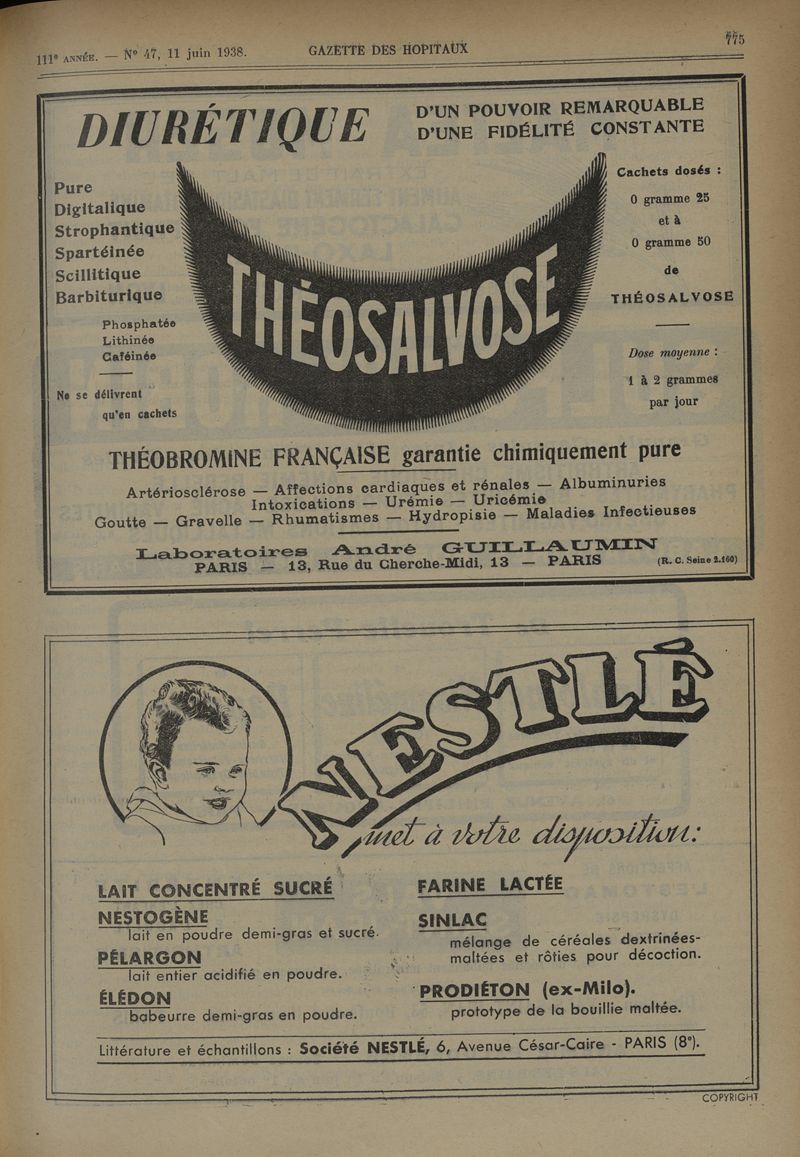 111e ANNÉE. — No 47, 11 juin 1938.
GAZETTE DES HOPITAUX
775
DIURÉTIQUE
D'UN POUVOIR REMARQUABLE
D'UNE FIDÉLITÉ CONSTANTE
Pure
Digitalique
Strophantique
Spartéinée
Scillitique
Barbiturique
Phosphatée
Lithinée
Caféinée
Ne se délivrent
qu'en cachets
THÉOSALVOSE
Cachets dosés :
0 gramme 25
et à
0 gramme 50
de
THÉOSALVOSE
Dose moyenne :
1 à 2 grammes
par jour
THÉOBROMINE FRANÇAISE garantie chimiquement pure
Artériosclérose — Affections cardiaques et rénales — Albuminuries
Intoxications — Urémie — Uricémie
Goutte — Gravelle — Rhumatismes — Hydropisie — Maladies Infectieuses
Laboratoires André GUILLAUMIN
PARIS — 13, Rue du Cherche-Midi, 13 — PARIS
(R. C. Seine 2.160)
NESTLÉ
met à votre disposition:
LAIT CONCENTRÉ SUCRÉ
NESTOGÈNE
lait en poudre demi-gras et sucré.
PÉLARGON
lait entier acidifié en poudre.
ÉLÉDON
babeurre demi-gras en poudre.
FARINE LACTÉE
SINLAC
mélange de céréales dextrinées-
maltées et rôties pour décoction.
PRODIÉTON (ex-Milo).
prototype de la bouillie maltée.
Littérature et échantillons : Société NESTLÉ, 6, Avenue César-Caire - PARIS (8e).
COPYRIGHT